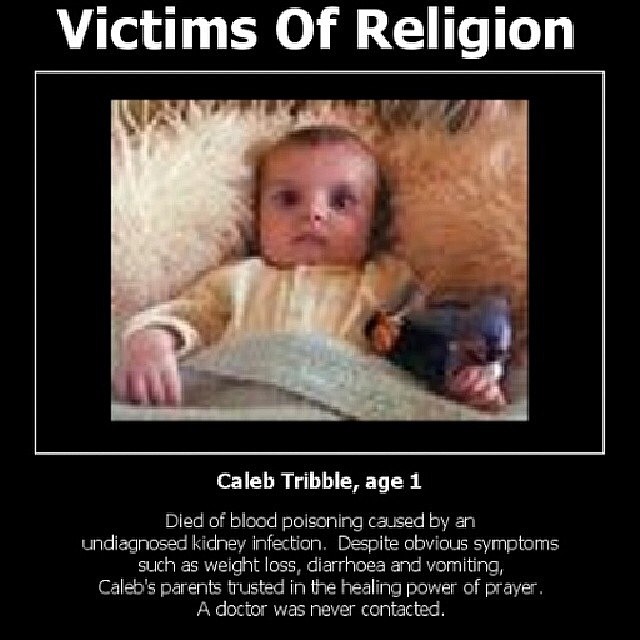 Victims Of Religion
Caleb Tribble, age 1
Died of blood poisoning caused by an
undiagnosed kidney infection. Despite obvious symptoms
such as weight loss, diarrhoea and vomiting,
Caleb's parents trusted in the healing power of prayer.
A doctor was never contacted.